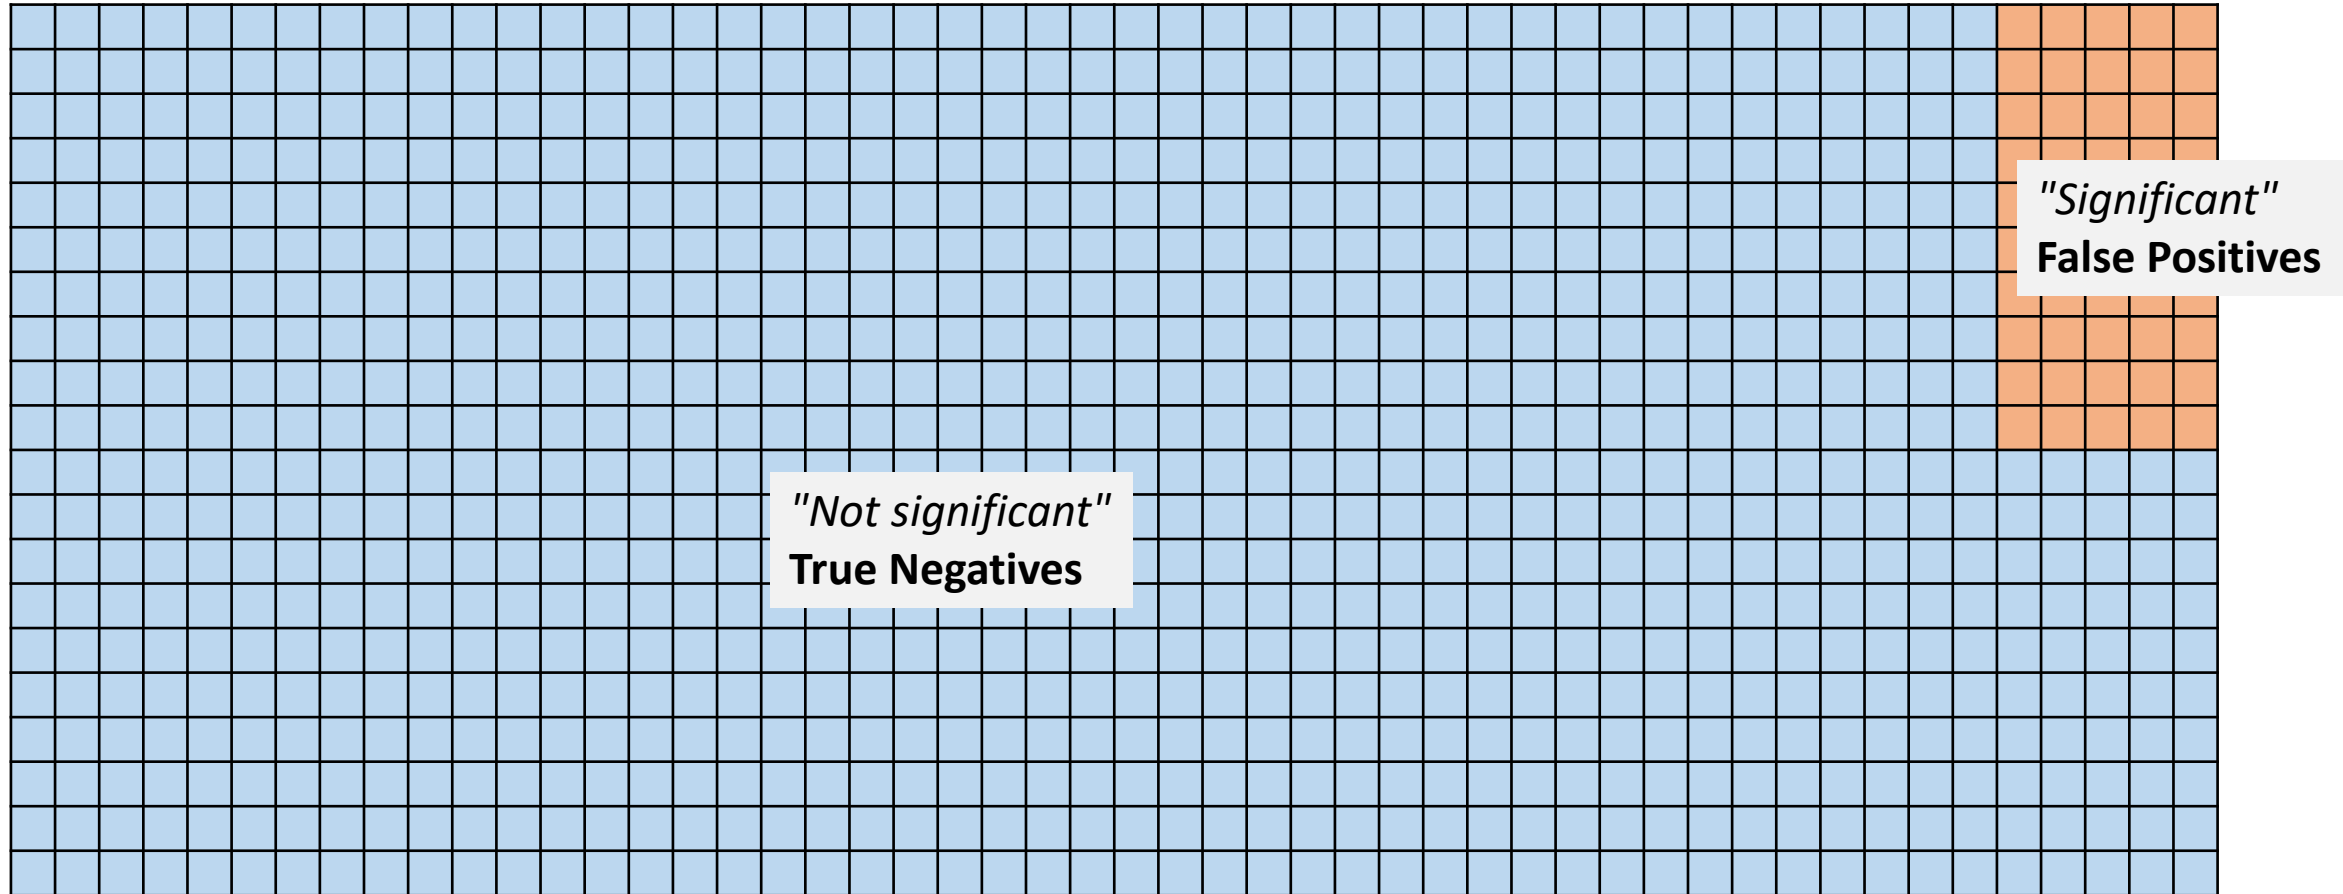 "Significant"
False Positives
"Not significant"
True Negatives